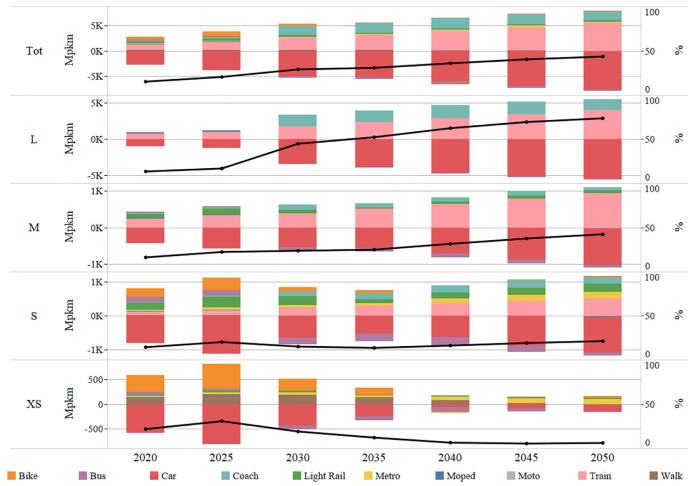 5K 100
Tot Mpkm 0K 50 %
-5K 0
5K 100
L Mpkm 0K 50 %
-5K 0
1K 100
M Mpkm 0K 50 %
-1K 0
1K 100
S Mpkm 0K 50 %
-1K 0
500 100
XS Mpkm 0 50 %
-500 0
2020 2025 2030 2035 2040 2045 2050
Bike Bus Car Coach Light Rail Metro Moped Moto Train Walk